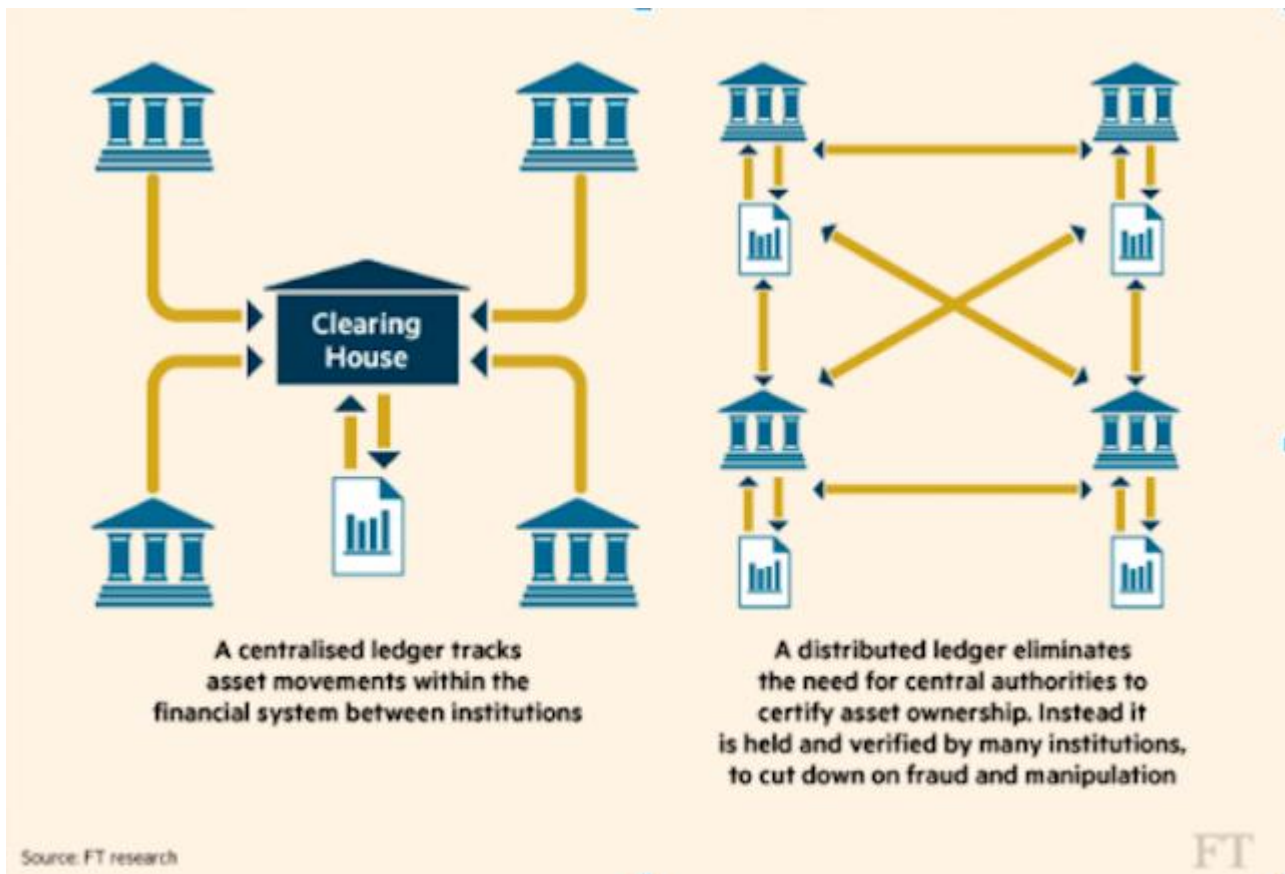 Clearing
House
A centralised ledger tracks
asset movements within the
financial system between institutions
A distributed ledger eliminates
the need for central authorities to
certify asset ownership. Instead it
is held and verified by many institutions,
to cut down on fraud and manipulation
Source: FT research
FT